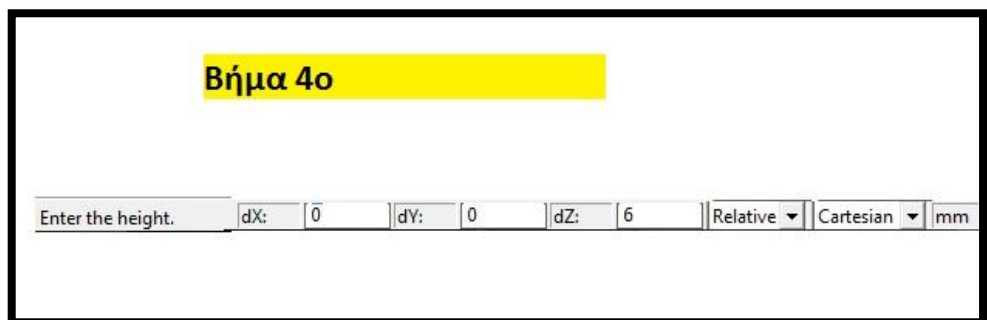 Βήμα 4ο
Enter the height. dX: 0 dY: 0 dZ: 6 Relative Cartesian mm